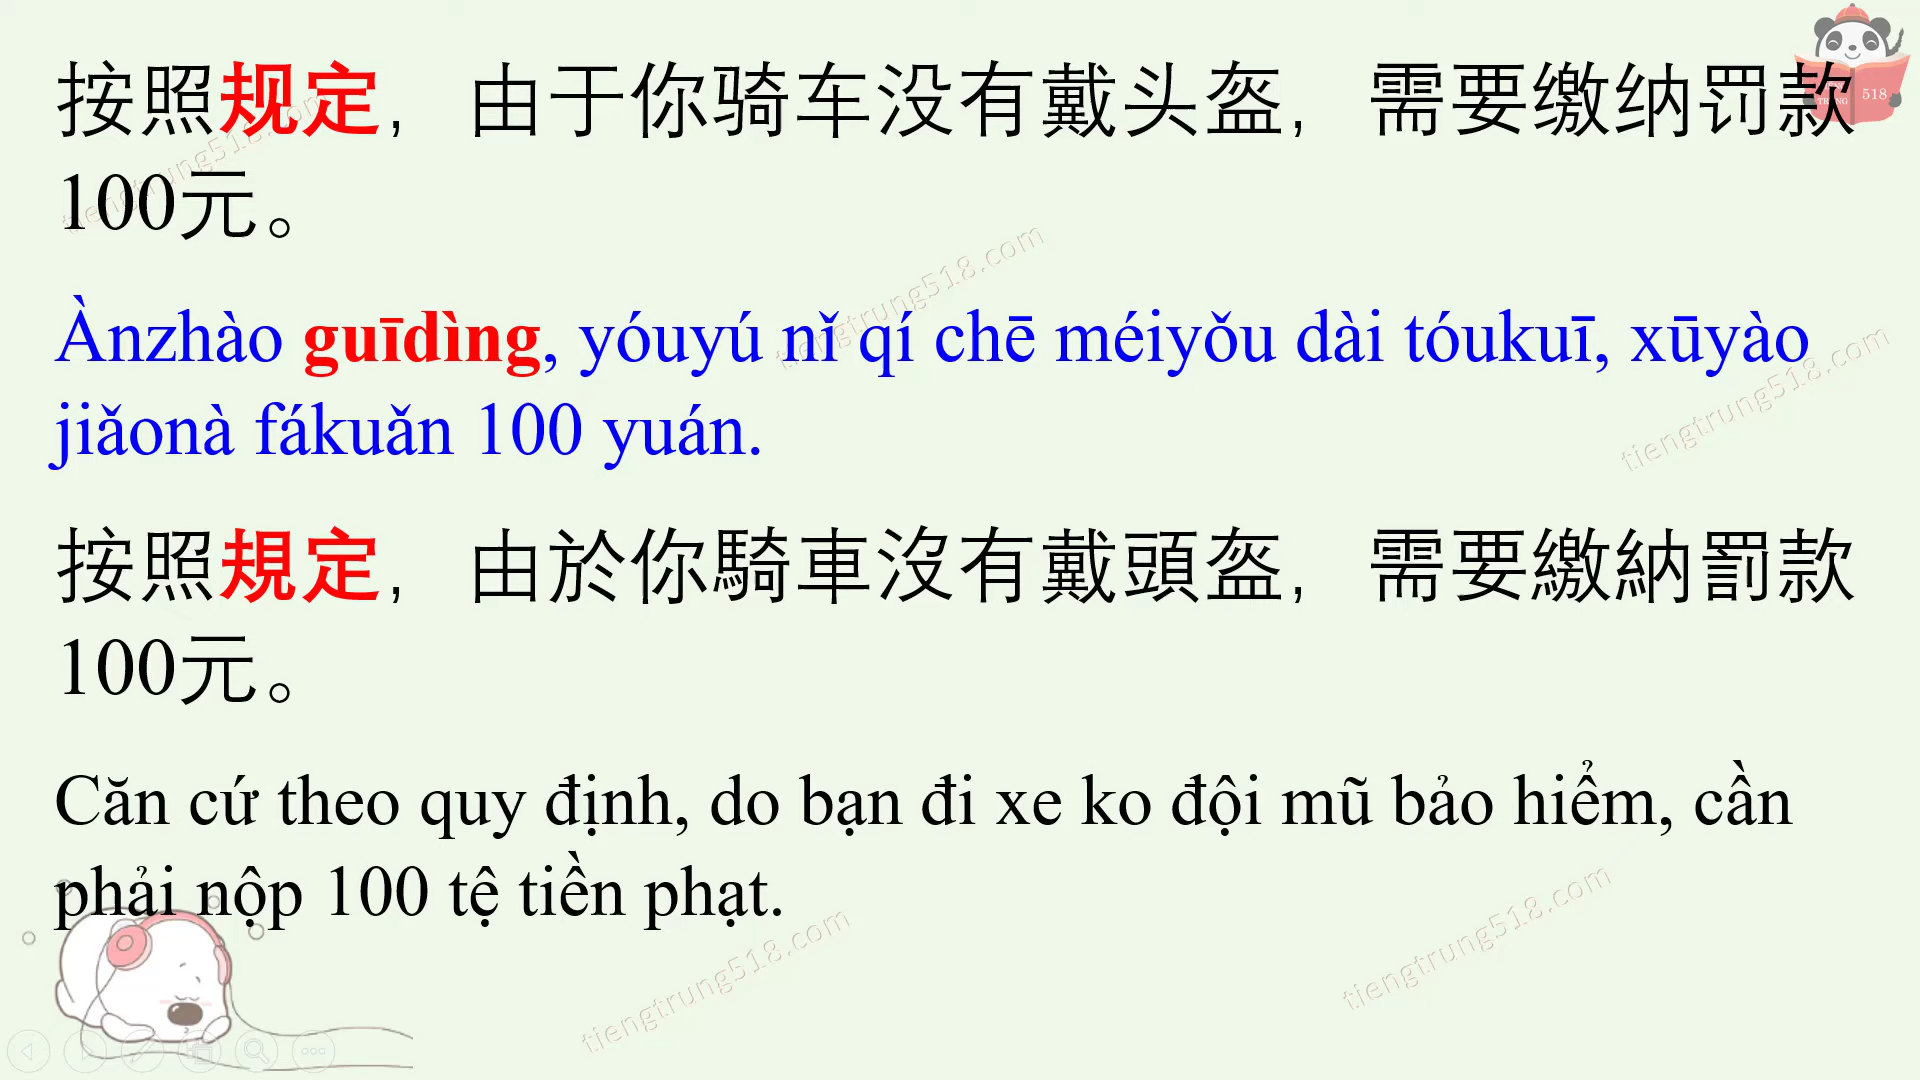 按照规定，由于你骑车没有戴头盔，需要缴纳罚款
100元。
Ànzhào guīdìng, yóuyú nǐ qí chē méiyǒu dài tóukuī, xūyào
jiǎonà fákuǎn 100 yuán.
按照規定，由於你騎車沒有戴頭盔，需要繳納罰款
100元。
Căn cứ theo quy định, do bạn đi xe ko đội mũ bảo hiểm, cần
phải nộp 100 tệ tiền phạt.
TRUNG 518
tiengtrung518.com
tiengtrung518.com
tiengtrung518.com
tiengtrung518.com
tiengtrung518.com